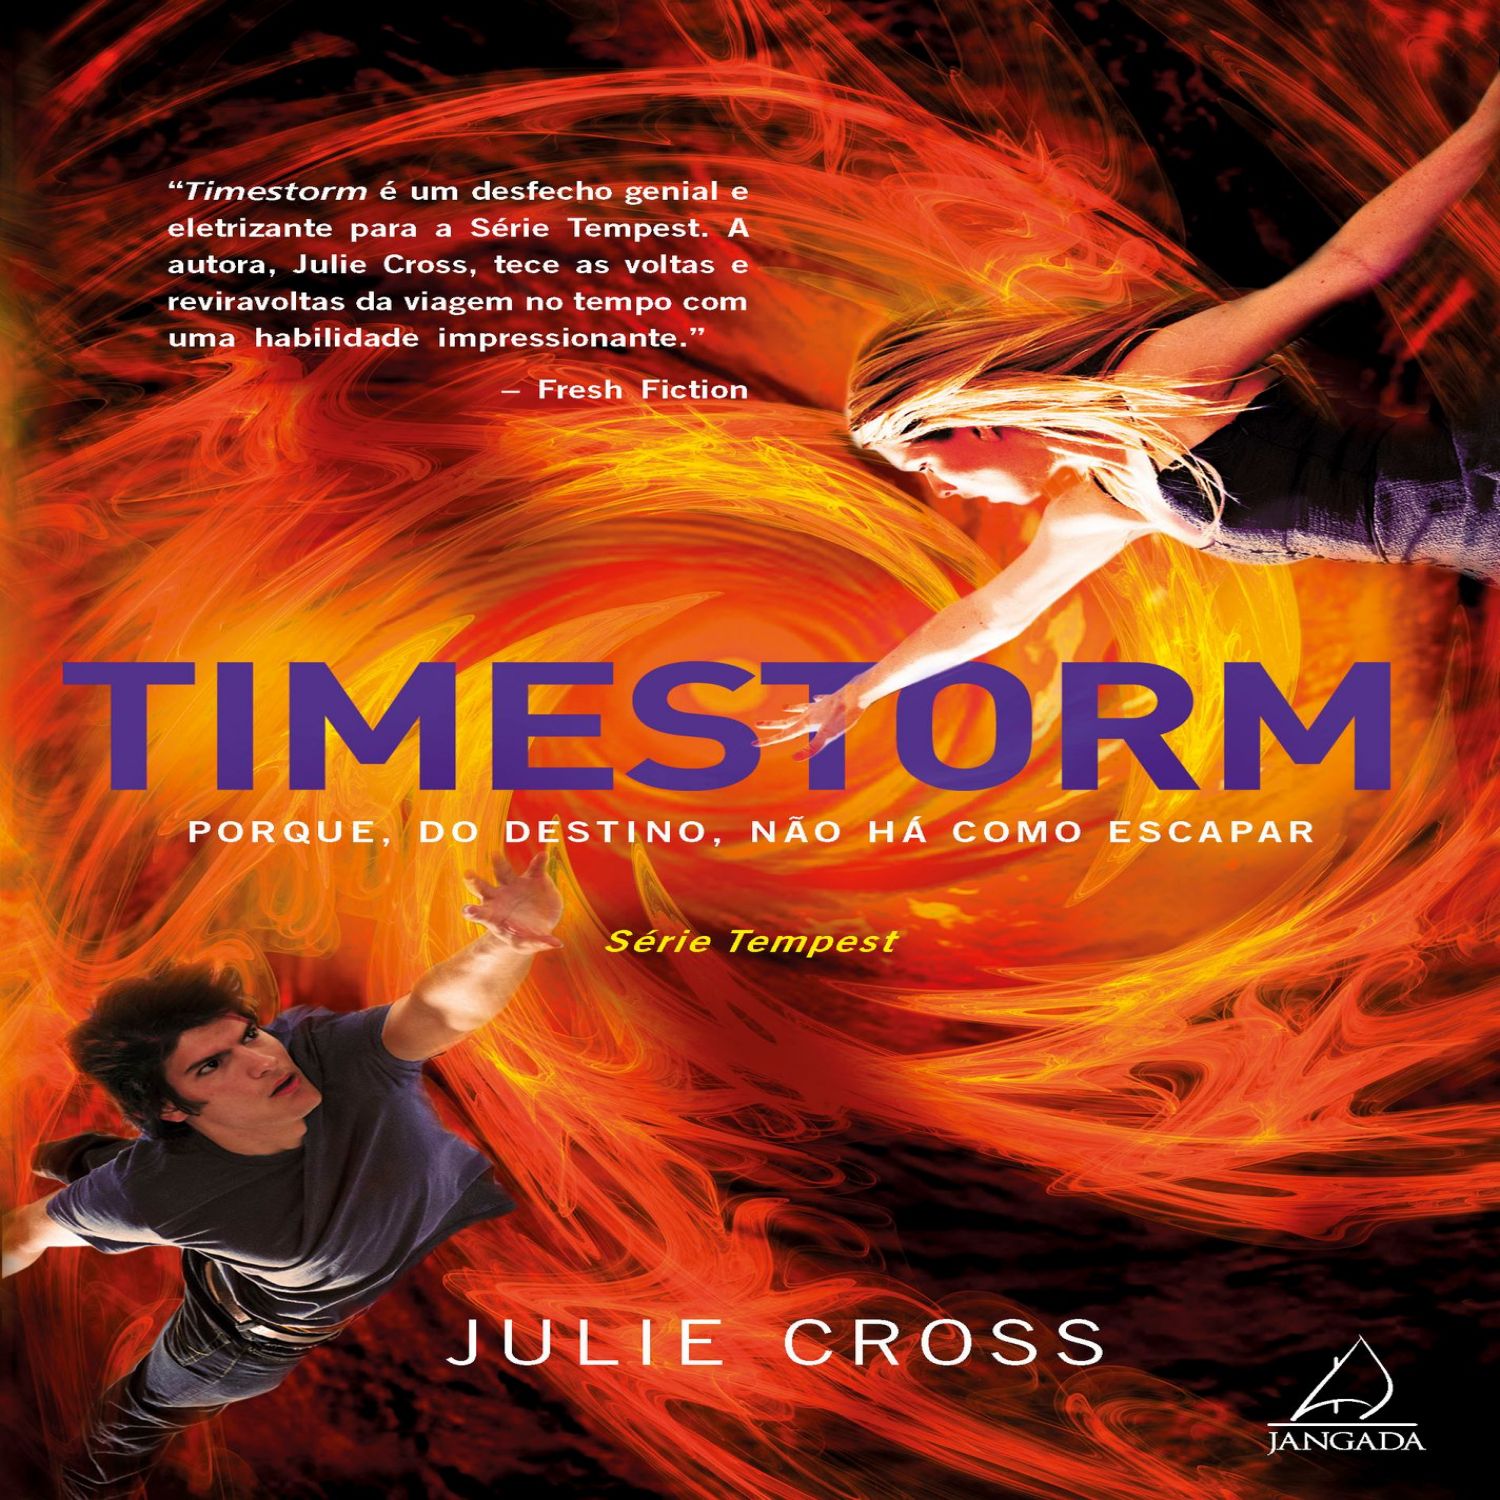 “Timestorm é um desfecho genial e
eletrizante para a Série Tempest. A
autora, Julie Cross, tece as voltas e
reviravoltas da viagem no tempo com
uma habilidade impressionante.”
– Fresh Fiction
TIMESTORM
PORQUE, DO DESTINO, NÃO HÁ COMO ESCAPAR
Série Tempest
JULIE CROSS
JANGADA